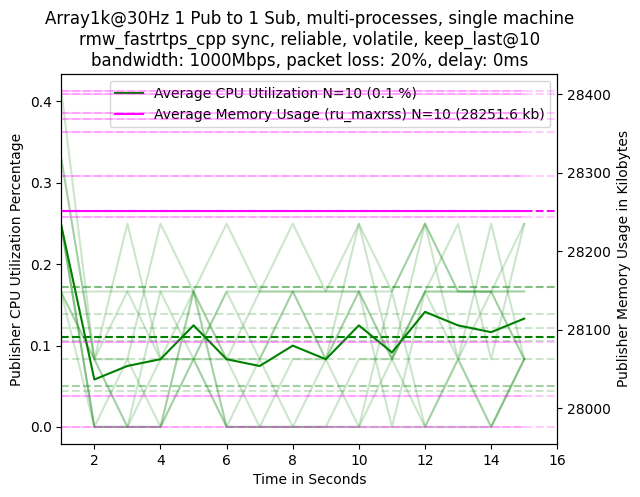 Array1k@30Hz 1 Pub to 1 Sub, multi-processes, single machine
rmw_fastrtps_cpp sync, reliable, volatile, keep_last@10
bandwidth: 1000Mbps, packet loss: 20%, delay: 0ms
Average CPU Utilization N=10 (0.1 %)
Average Memory Usage (ru_maxrss) N=10 (28251.6 kb)
Publisher CPU Utilization Percentage
0.4
0.3
0.2
0.1
0.0
28400
28300
28200
28100
28000
Publisher Memory Usage in Kilobytes
2 4 6 8 10 12 14 16
Time in Seconds